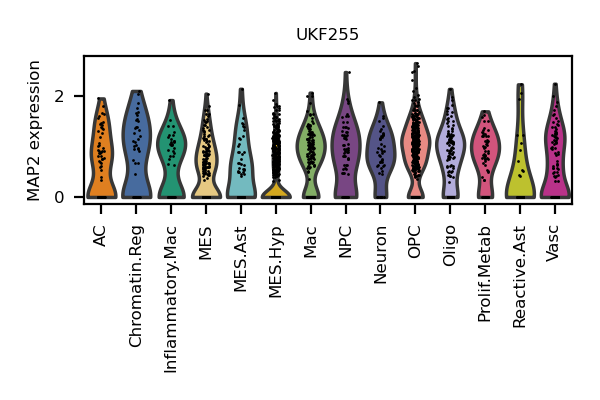 UKF255
MAP2 expression
2
0
AC
Chromatin.Reg
Inflammatory.Mac
MES
MES.Ast
MES.Hyp
Mac
NPC
Neuron
OPC
Oligo
Prolif.Metab
Reactive.Ast
Vasc